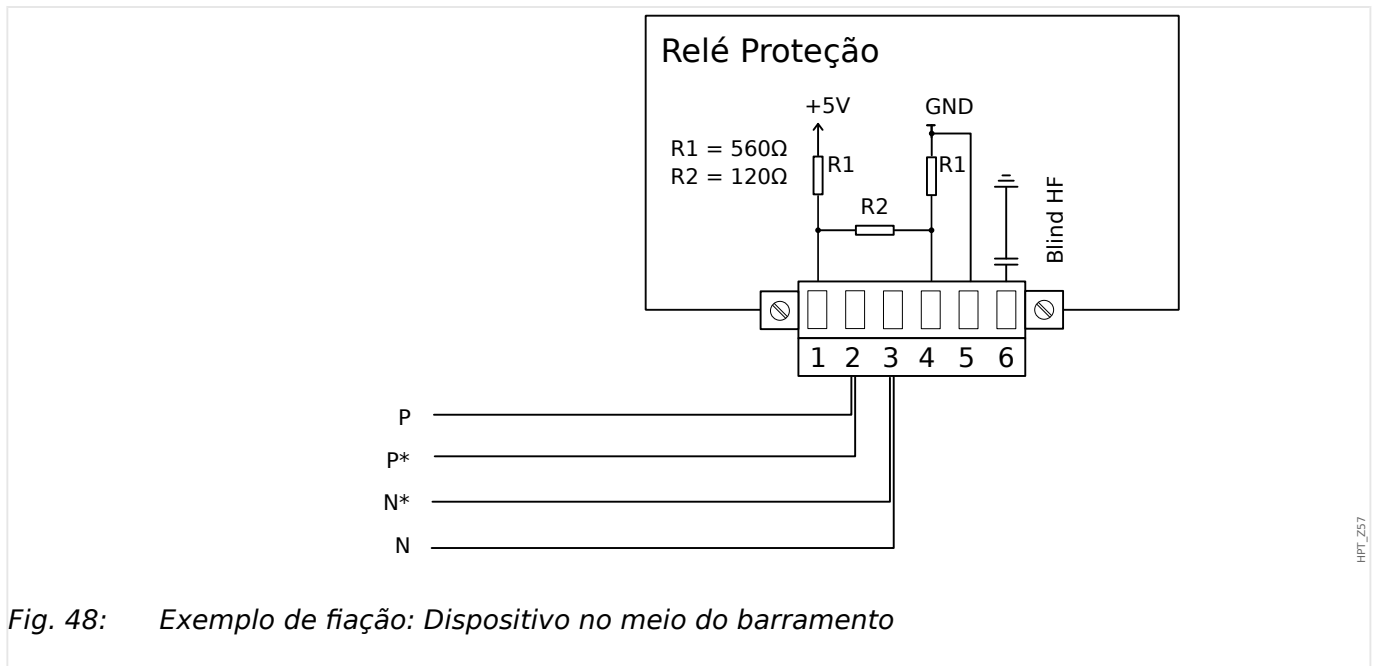 Relé Proteção
+5V GND
R1 = 560Ω
R2 = 120Ω
R1 R1
R2
Blind HF
1 2 3 4 5 6
P
P*
N*
N
HPT_Z57
Fig. 48: Exemplo de fiação: Dispositivo no meio do barramento